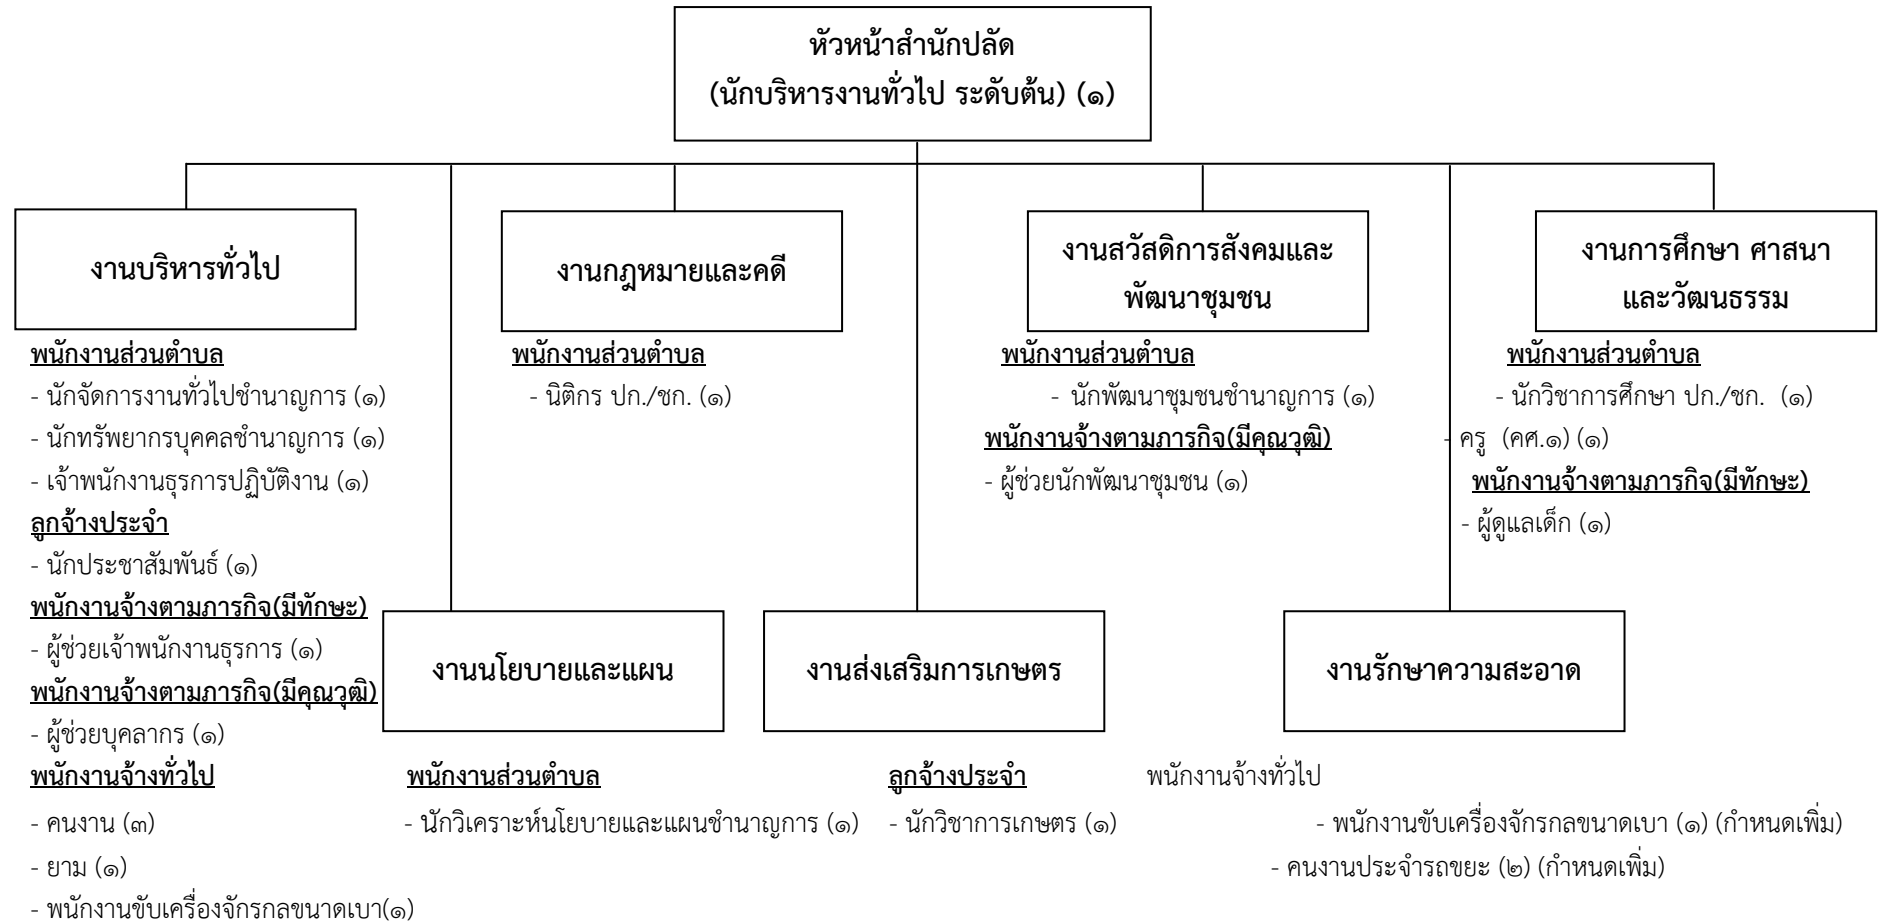 หัวหน้าสำนักปลัด
(นักบริหารงานทั่วไป ระดับต้น) (๑)
งานบริหารทั่วไป
พนักงานส่วนตำบล
- นักจัดการงานทั่วไปชำนาญการ (๑)
- นักทรัพยากรบุคคลชำนาญการ (๑)
- เจ้าพนักงานธุรการปฏิบัติงาน (๑)
ลูกจ้างประจำ
- นักประชาสัมพันธ์ (๑)
พนักงานจ้างตามภารกิจ(มีทักษะ)
- ผู้ช่วยเจ้าพนักงานธุรการ (๑)
พนักงานจ้างตามภารกิจ(มีคุณวุฒิ)
- ผู้ช่วยบุคลากร (๑)
พนักงานจ้างทั่วไป
- คนงาน (๓)
- ยาม (๑)
- พนักงานขับเครื่องจักรกลขนาดเบา(๑)
งานกฎหมายและคดี
พนักงานส่วนตำบล
- นิติกร ปก./ชก. (๑)
งานสวัสดิการสังคมและ
พัฒนาชุมชน
พนักงานส่วนตำบล
- นักพัฒนาชุมชนชำนาญการ (๑)
พนักงานจ้างตามภารกิจ(มีคุณวุฒิ)
- ผู้ช่วยนักพัฒนาชุมชน (๑)
งานการศึกษา ศาสนา
และวัฒนธรรม
พนักงานส่วนตำบล
- นักวิชาการศึกษา ปก./ชก. (๑)
- ครู (คศ.๑) (๑)
พนักงานจ้างตามภารกิจ(มีทักษะ)
- ผู้ดูแลเด็ก (๑)
งานนโยบายและแผน
พนักงานส่วนตำบล
- นักวิเคราะห์นโยบายและแผนชำนาญการ (๑)
งานส่งเสริมการเกษตร
ลูกจ้างประจำ
- นักวิชาการเกษตร (๑)
งานรักษาความสะอาด
พนักงานจ้างทั่วไป
- พนักงานขับเครื่องจักรกลขนาดเบา (๑) (กำหนดเพิ่ม)
- คนงานประจำรถขยะ (๒) (กำหนดเพิ่ม)